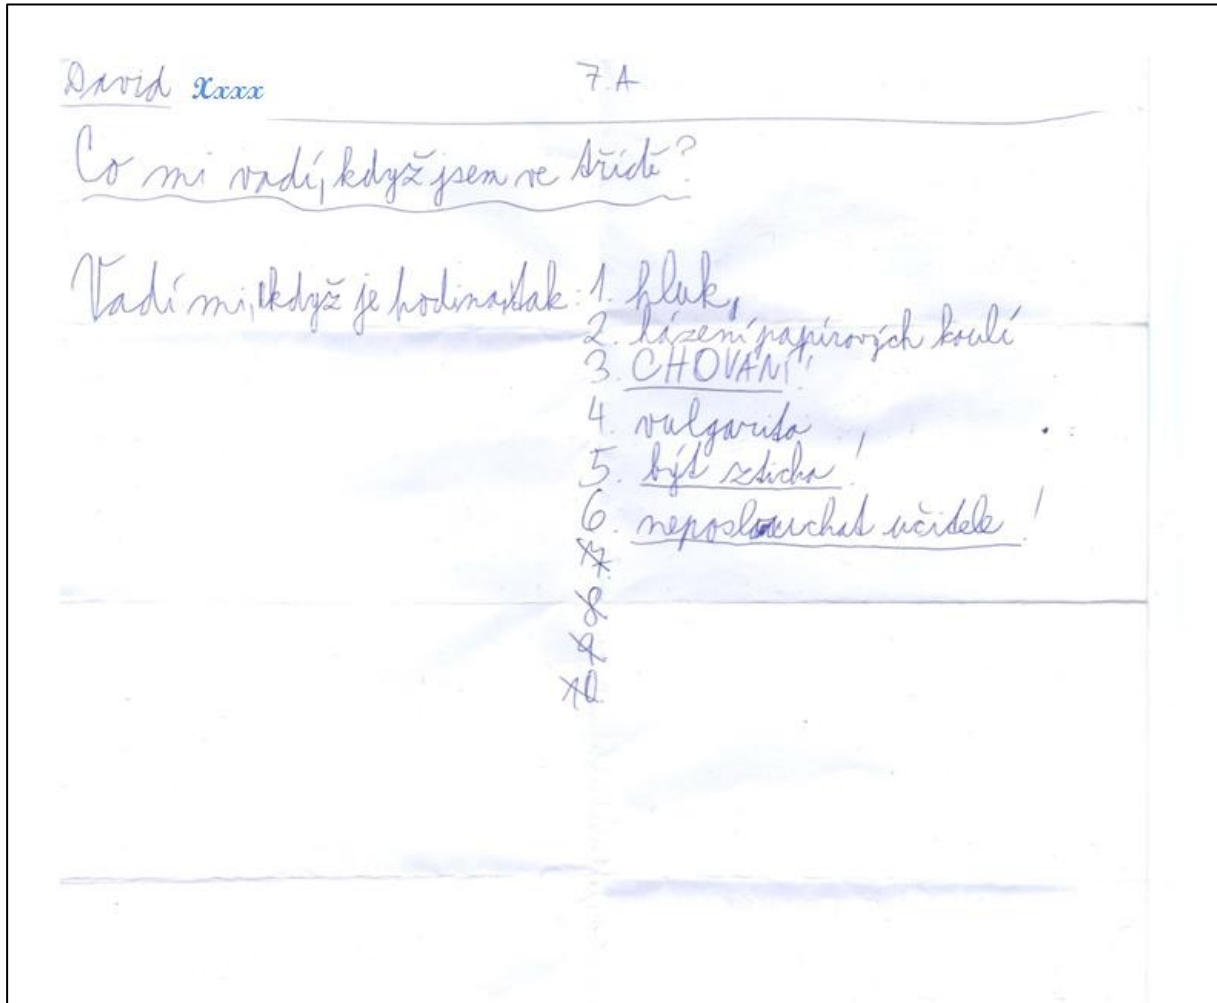 David Xxxx 7.A
Co mi vadí, když jsem ve třídě?
Vadí mi, když je hodina tak: 1. hluk,
2. házení papírových koulí
3. CHOVÁNÍ!
4. vulgarita
5. být zticha!
6. neposlouchat učitele!
7.
8
9
10.